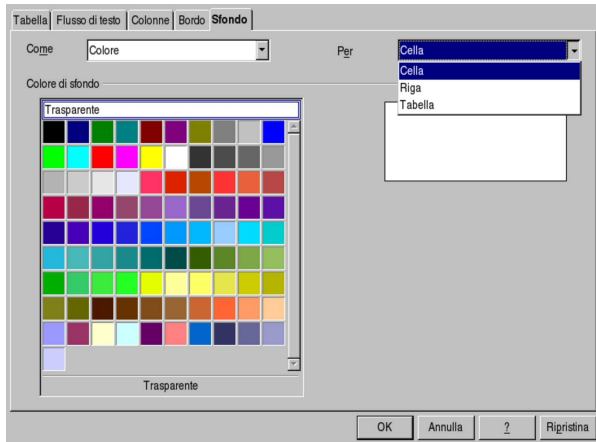 Tabella Flusso di testo Colonne Bordo Sfondo
Come Colore Per Cella
Cella
Riga
Tabella
Colore di sfondo
Trasparente
Trasparente
OK Annulla ? Ripristina